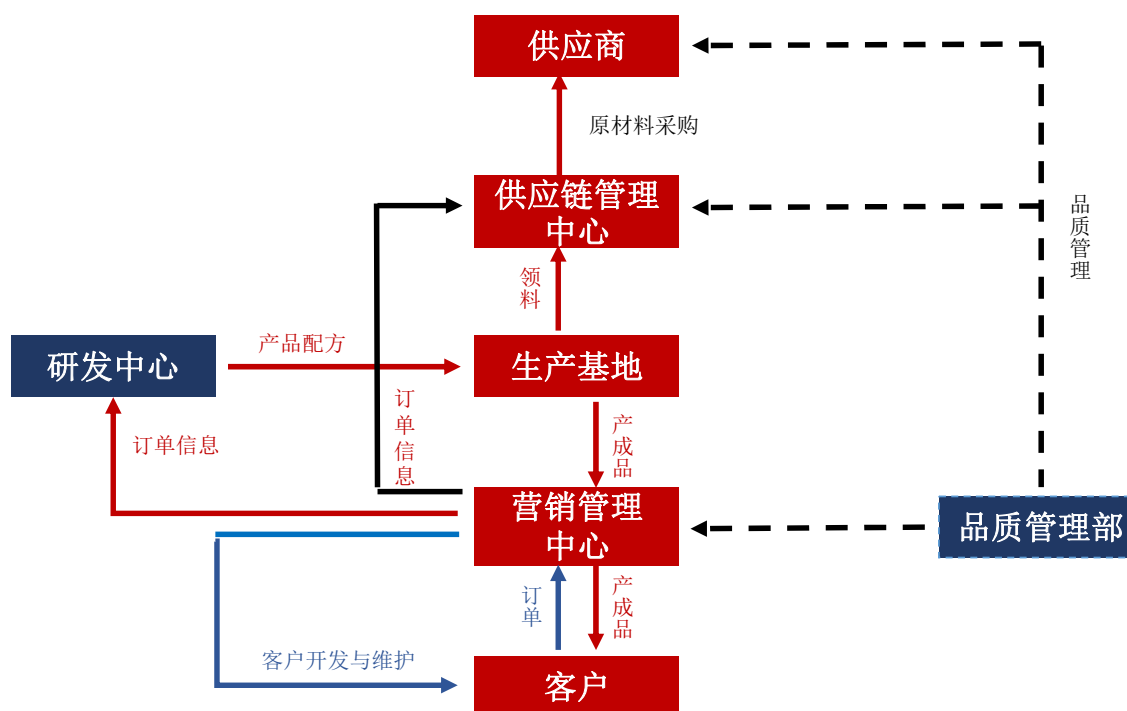 供应商
原材料采购
供应链管理
中心
品
质
管
理
领
料
产品配方
研发中心
生产基地
订
单
信
息
订单信息
产
成
品
营销管理
中心
品质管理部
订
单
产
成
品
客户开发与维护
客户